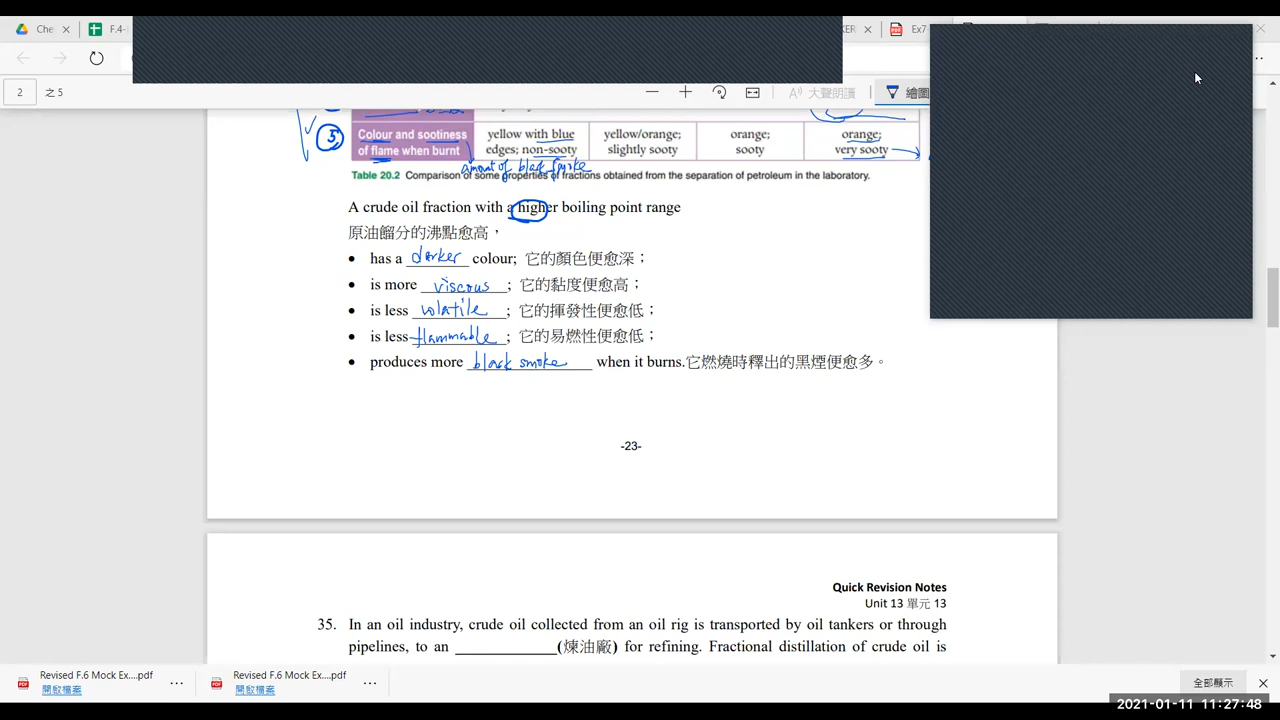 Che
F.4-
KER
Ex7
2 之 5
大聲朗讀
繪圖
③ Colour and sootiness of flame when burnt
yellow with blue edges; non-sooty
yellow/orange; slightly sooty
orange; sooty
orange; very sooty
amount of black smoke
Table 20.2 Comparison of some properties of fractions obtained from the separation of petroleum in the laboratory.
A crude oil fraction with a higher boiling point range
原油餾分的沸點愈高，
• has a darker colour; 它的顏色便愈深；
• is more viscous ; 它的黏度便愈高；
• is less volatile ; 它的揮發性便愈低；
• is less flammable ; 它的易燃性便愈低；
• produces more black smoke when it burns.它燃燒時釋出的黑煙便愈多。
-23-
Quick Revision Notes
Unit 13 單元 13
35. In an oil industry, crude oil collected from an oil rig is transported by oil tankers or through
pipelines, to an ____________(煉油廠) for refining. Fractional distillation of crude oil is
Revised F.6 Mock Ex....pdf
開啟檔案
Revised F.6 Mock Ex....pdf
開啟檔案
全部顯示
2021-01-11 11:27:48